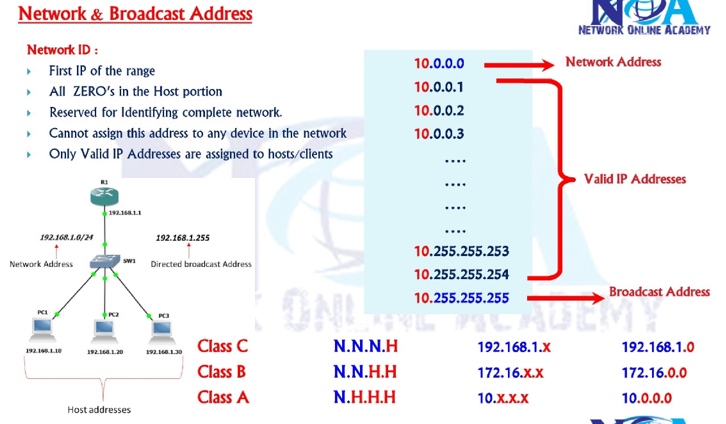 Network & Broadcast Address
NETWORK ONLINE ACADEMY
Network ID :
First IP of the range
All ZERO's in the Host portion
Reserved for Identifying complete network.
Cannot assign this address to any device in the network
Only Valid IP Addresses are assigned to hosts/clients
10.0.0.0
Network Address
10.0.0.1
10.0.0.2
10.0.0.3
....
....
....
....
Valid IP Addresses
10.255.255.253
10.255.255.254
10.255.255.255
Broadcast Address
R1
192.168.1.1
192.168.1.0/24
192.168.1.255
Network Address
SW1
Directed broadcast Address
PC1
PC2
PC3
192.168.1.10
192.168.1.20
192.168.1.30
Host addresses
Class C N.N.N.H 192.168.1.x 192.168.1.0
Class B N.N.H.H 172.16.x.x 172.16.0.0
Class A N.H.H.H 10.x.x.x 10.0.0.0